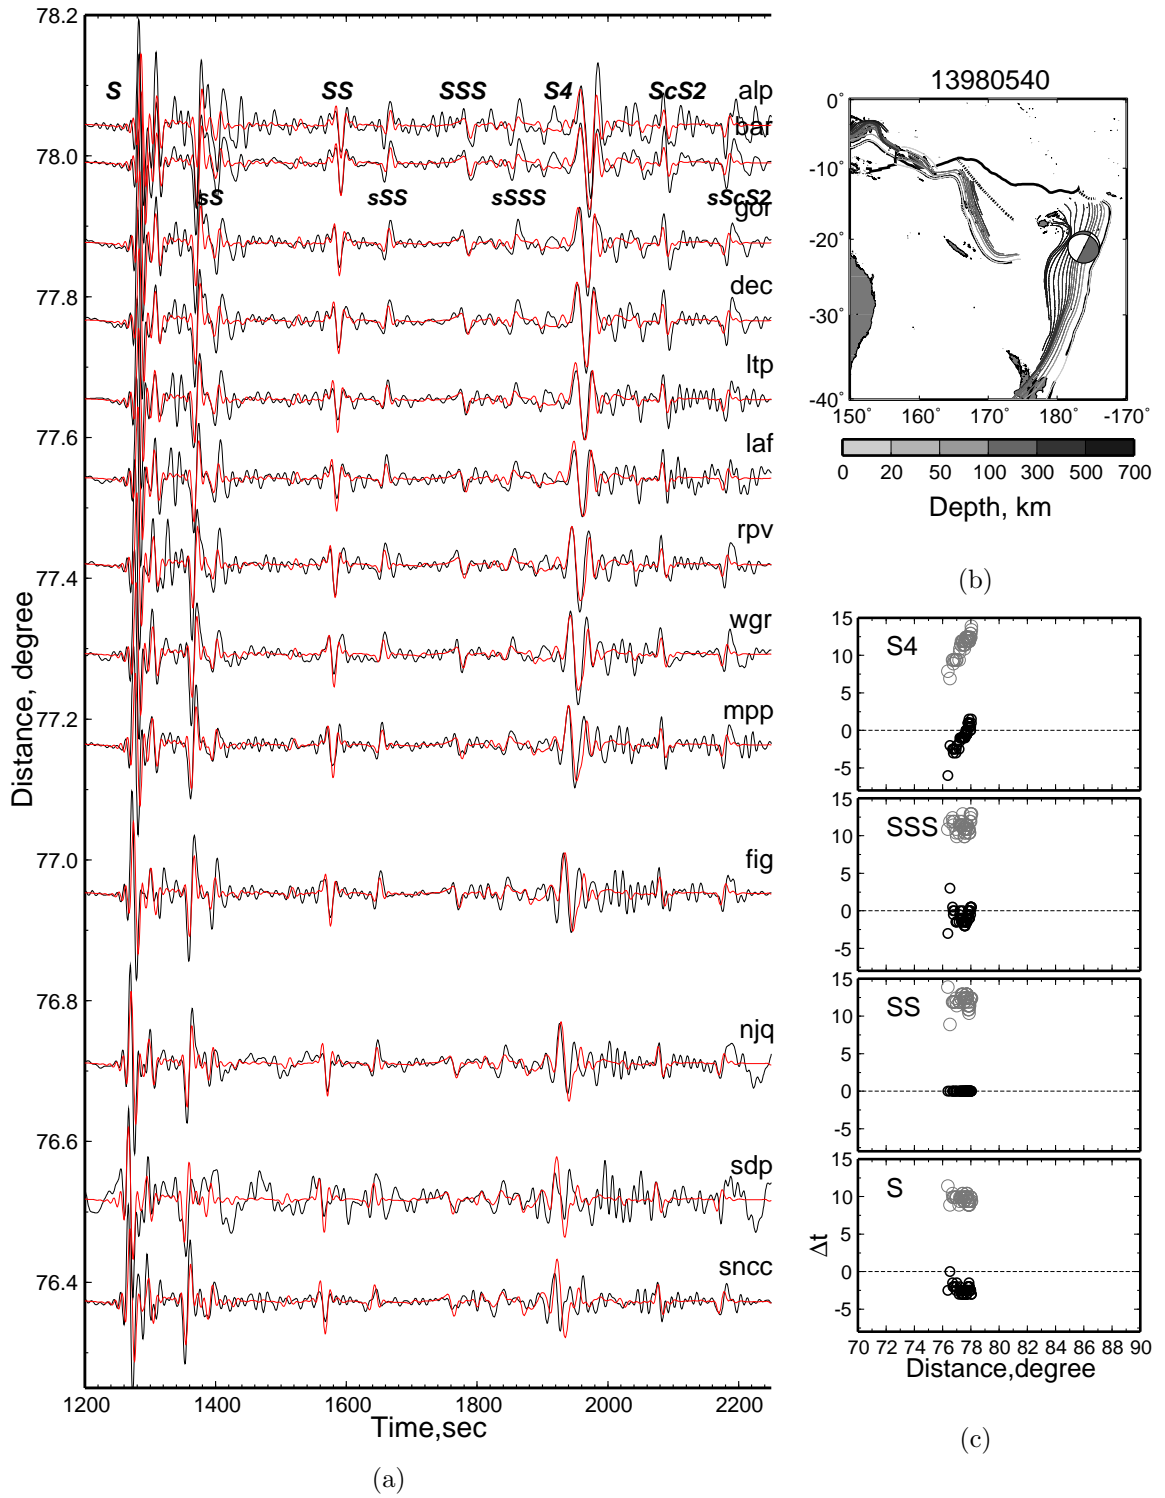 78.2
78.0
77.8
77.6
77.4
77.2
77.0
76.8
76.6
76.4
Distance, degree
S
SS
SSS
S4
ScS2
sS
sSS
sSSS
sScS2
alp
bar
gor
dec
ltp
laf
rpv
wgr
mpp
fig
njq
sdp
sncc
1200 1400 1600 1800 2000 2200
Time,sec
(a)
13980540
0°
-10°
-20°
-30°
-40°
150 160 170 180 -170
0 20 50 100 300 500 700
Depth, km
(b)
15
10
5
0
-5
S4
15
10
5
0
-5
SSS
15
10
5
0
-5
SS
15
10
5
0
-5
S
Δt
70 72 74 76 78 80 82 84 86 88 90
Distance,degree
(c)